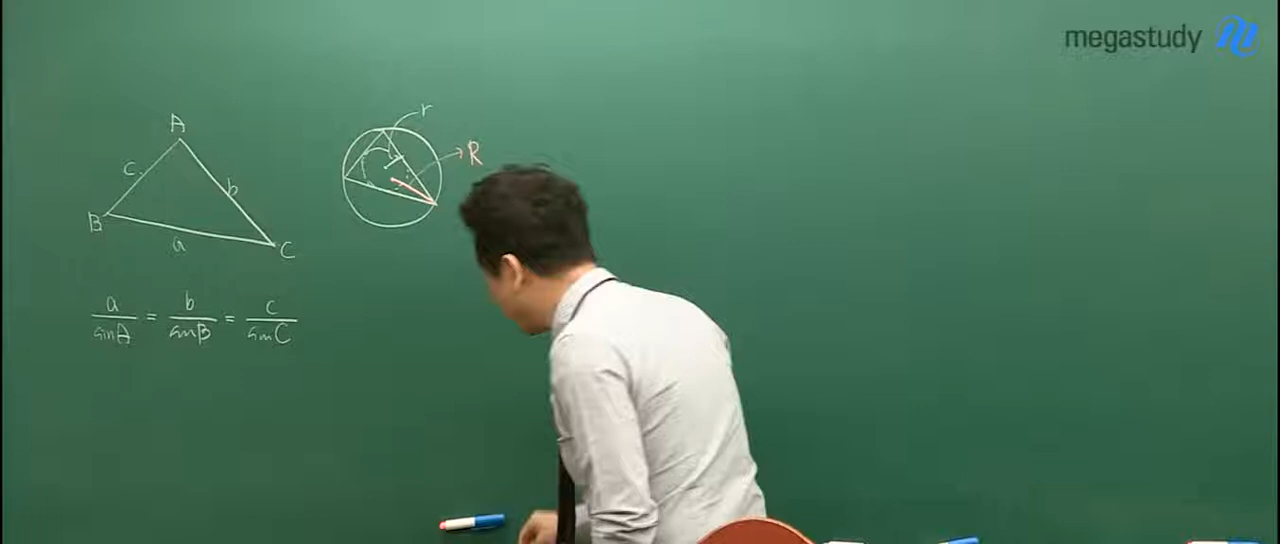 megastudy
A
c
b
B
a
C
r
R
a/sinA = b/sinB = c/sinC